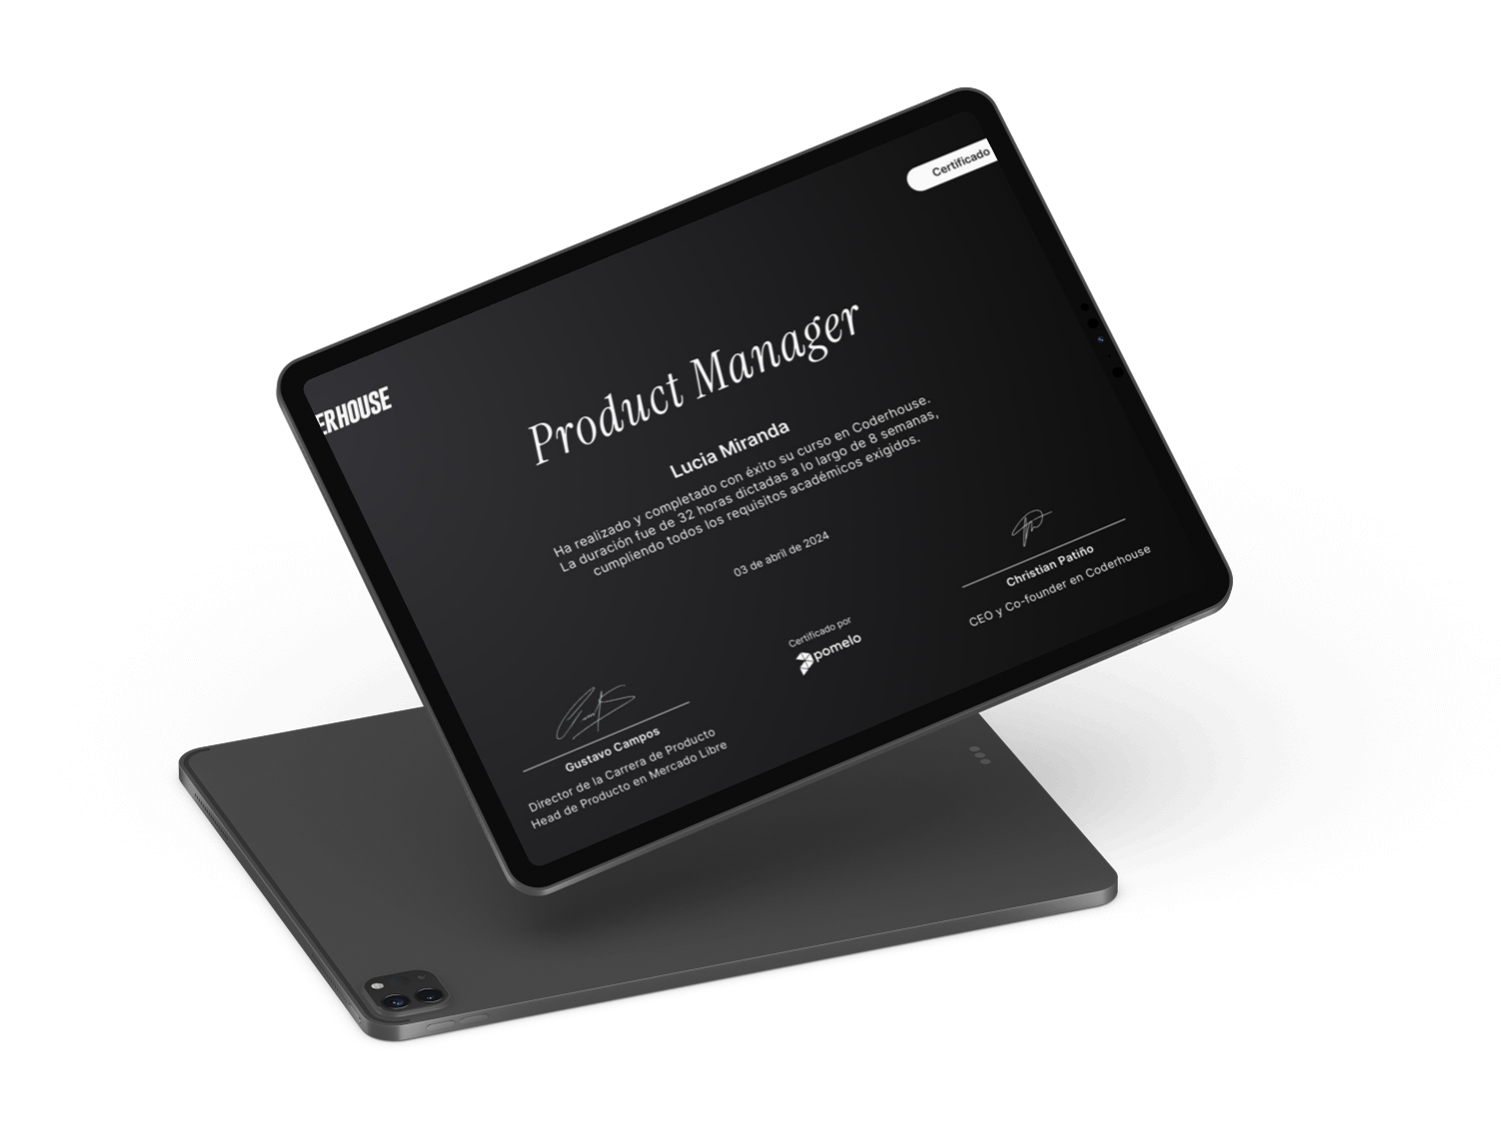 Certificado
ERHOUSE
Product Manager
Lucia Miranda
Ha realizado y completado con éxito su curso en Coderhouse.
La duración fue de 32 horas dictadas a lo largo de 8 semanas,
cumpliendo todos los requisitos académicos exigidos.
03 de abril de 2024
Christian Patiño
CEO y Co-founder en Coderhouse
Certificado por
pomelo
Gustavo Campos
Director de la Carrera de Producto
Head de Producto en Mercado Libre